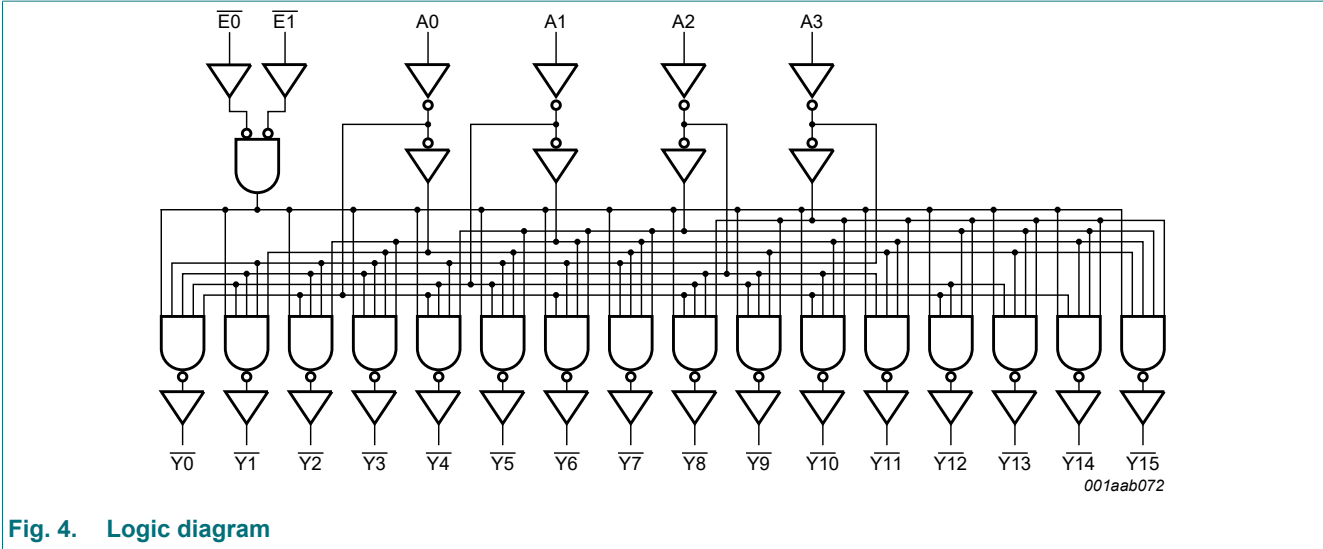 E0 E1 A0 A1 A2 A3
Y0 Y1 Y2 Y3 Y4 Y5 Y6 Y7 Y8 Y9 Y10 Y11 Y12 Y13 Y14 Y15
001aab072
Fig. 4. Logic diagram